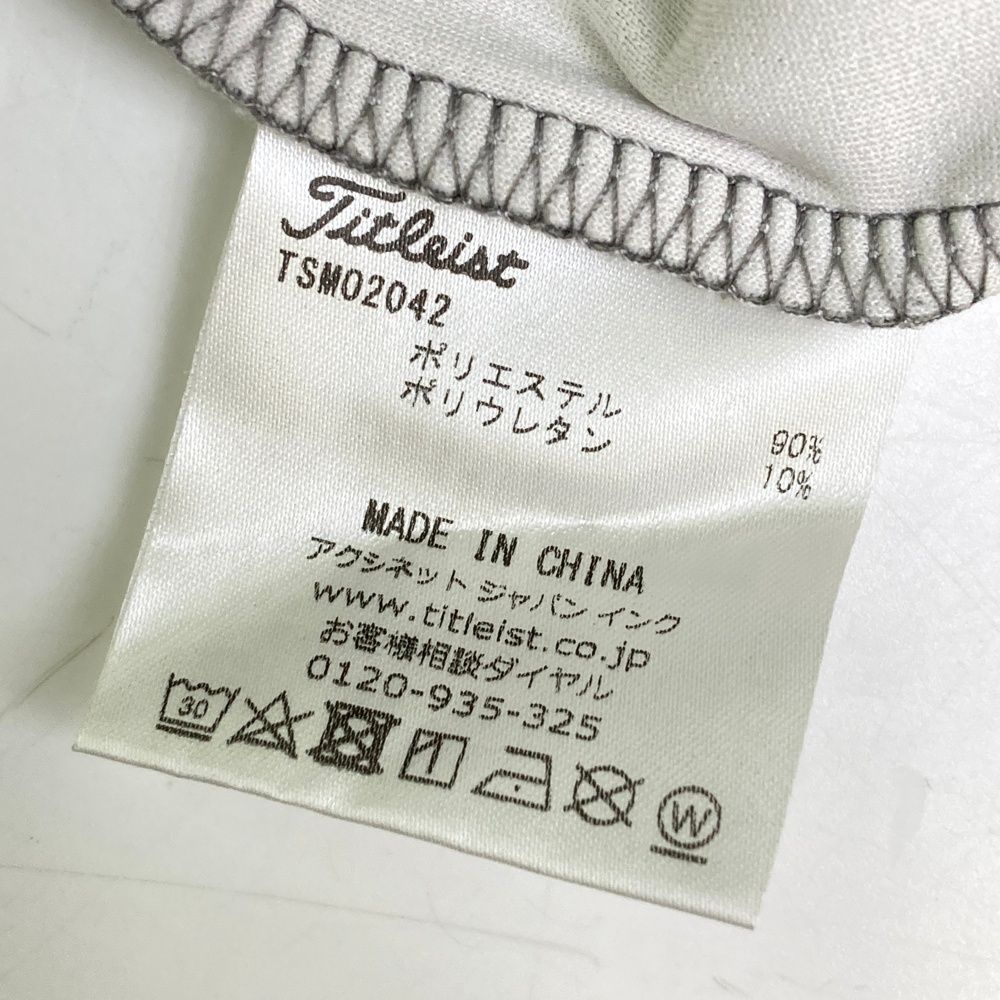 Titleist
TSMO2042
ポリエステル 90%
ポリウレタン 10%
MADE IN CHINA
アクシネット ジャパン インク
www.titleist.co.jp
お客様相談ダイヤル
0120-935-325
30
W